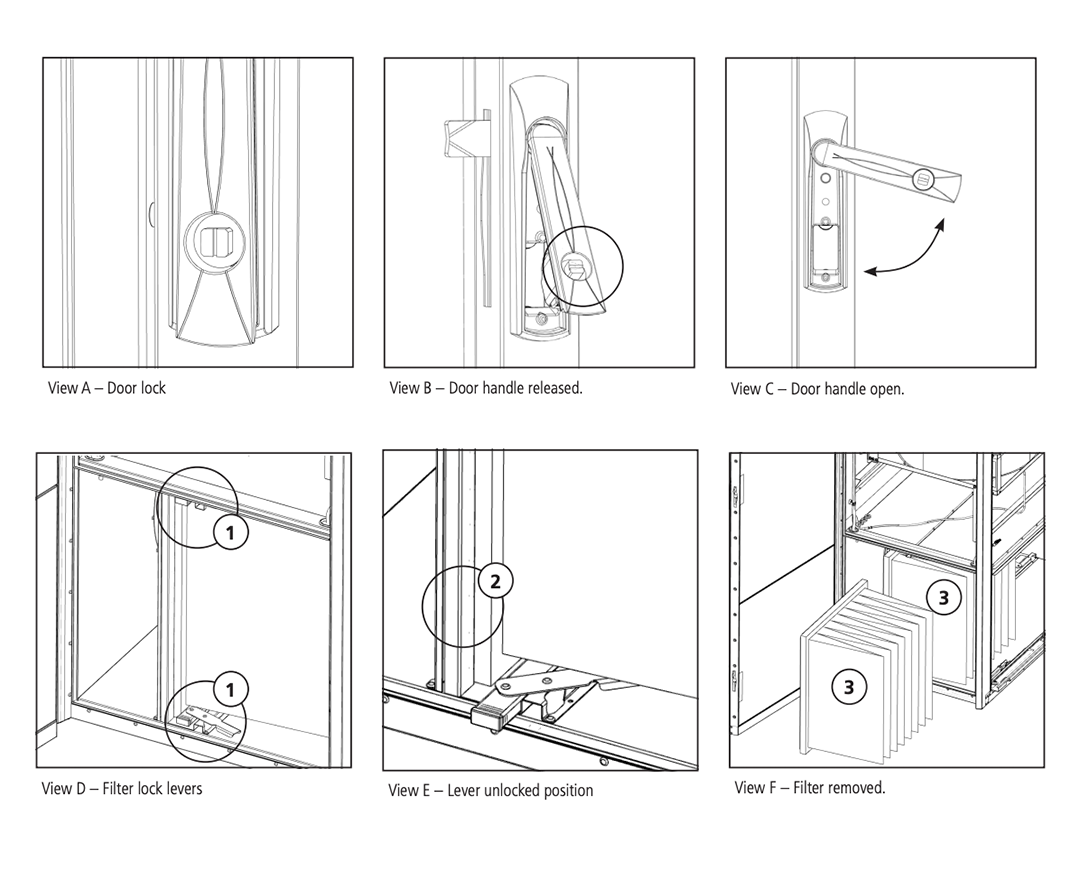 View A – Door lock
View B – Door handle released.
View C – Door handle open.
1
1
2
3
3
View D – Filter lock levers
View E – Lever unlocked position
View F – Filter removed.